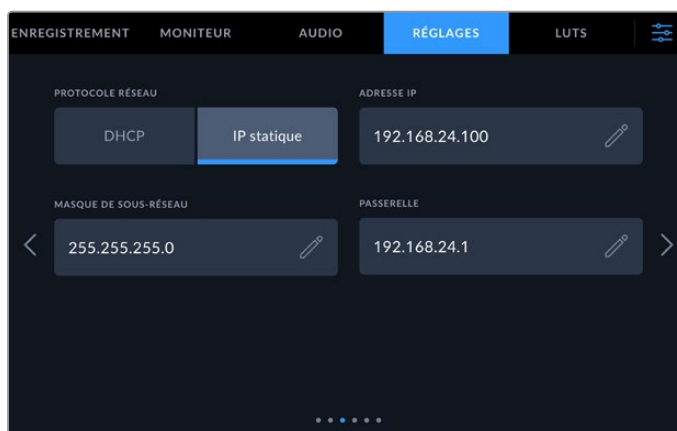 ENREGISTREMENT MONITEUR AUDIO RÉGLAGES LUTS
PROTOCOLE RÉSEAU ADRESSE IP
DHCP IP statique 192.168.24.100
MASQUE DE SOUS-RÉSEAU PASSERELLE
255.255.255.0 192.168.24.1